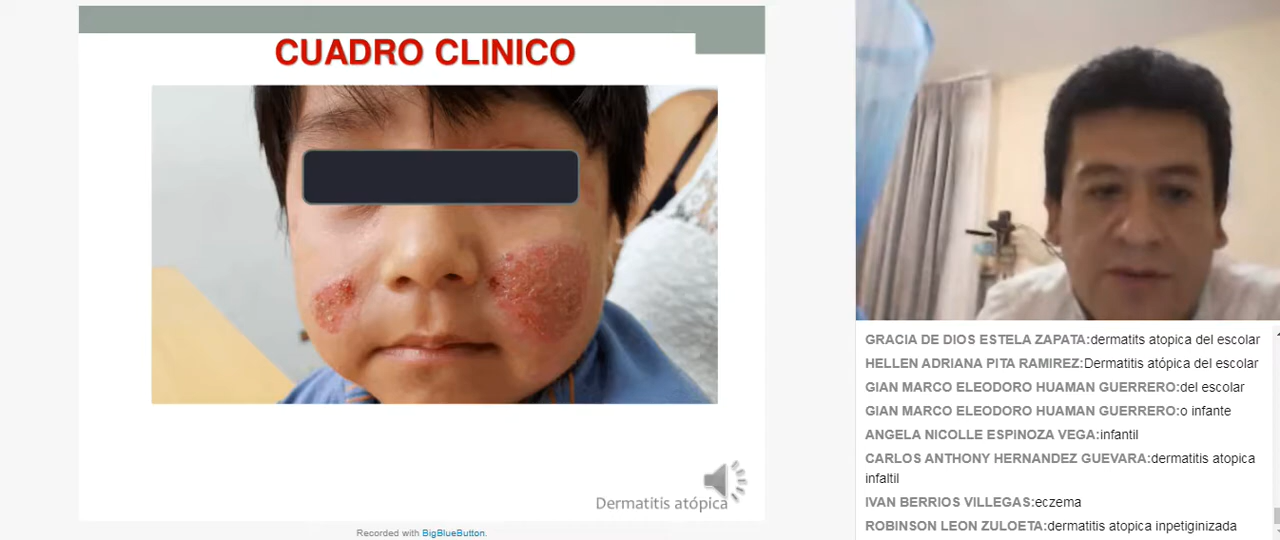 CUADRO CLINICO
Dermatitis atópica
Recorded with BigBlueButton.
GRACIA DE DIOS ESTELA ZAPATA:dermatits atopica del escolar
HELLEN ADRIANA PITA RAMIREZ:Dermatitis atópica del escolar
GIAN MARCO ELEODORO HUAMAN GUERRERO:del escolar
GIAN MARCO ELEODORO HUAMAN GUERRERO:o infante
ANGELA NICOLLE ESPINOZA VEGA:infantil
CARLOS ANTHONY HERNANDEZ GUEVARA:dermatitis atopica
infaltil
IVAN BERRIOS VILLEGAS:eczema
ROBINSON LEON ZULOETA:dermatitis atopica inpetiginizada